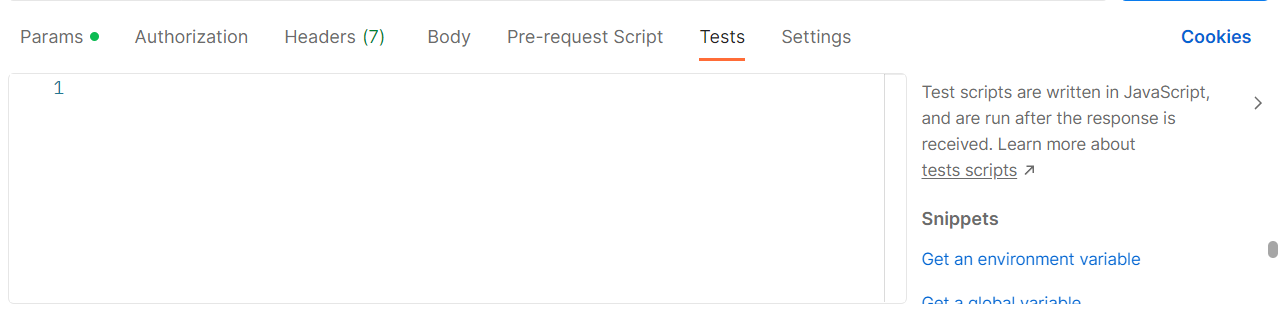 Params Authorization Headers (7) Body Pre-request Script Tests Settings Cookies
1
Test scripts are written in JavaScript,
and are run after the response is
received. Learn more about
tests scripts ↗
Snippets
Get an environment variable
Get a global variable